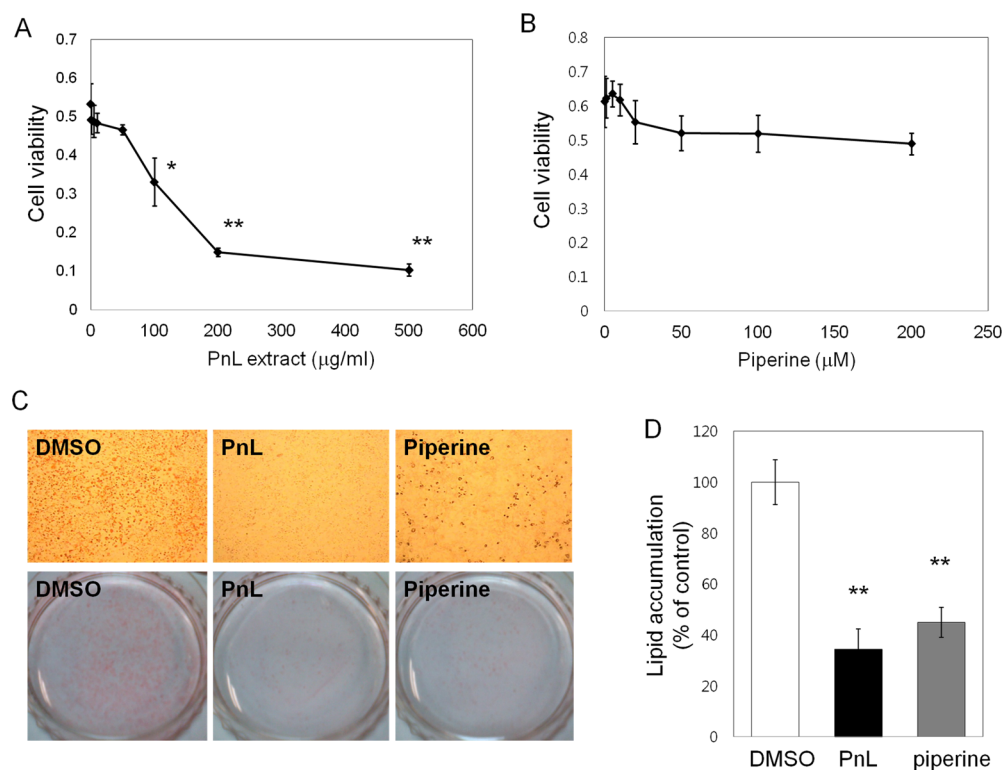 A
0.7
0.6
0.5
0.4
0.3
0.2
0.1
0
Cell viability
*
**
**
0 100 200 300 400 500 600
PnL extract (μg/ml)
B
0.8
0.7
0.6
0.5
0.4
0.3
0.2
0.1
0
Cell viability
0 50 100 150 200 250
Piperine (μM)
C
DMSO PnL Piperine
DMSO PnL Piperine
D
120
100
80
60
40
20
0
Lipid accumulation
(% of control)
**
**
DMSO PnL piperine